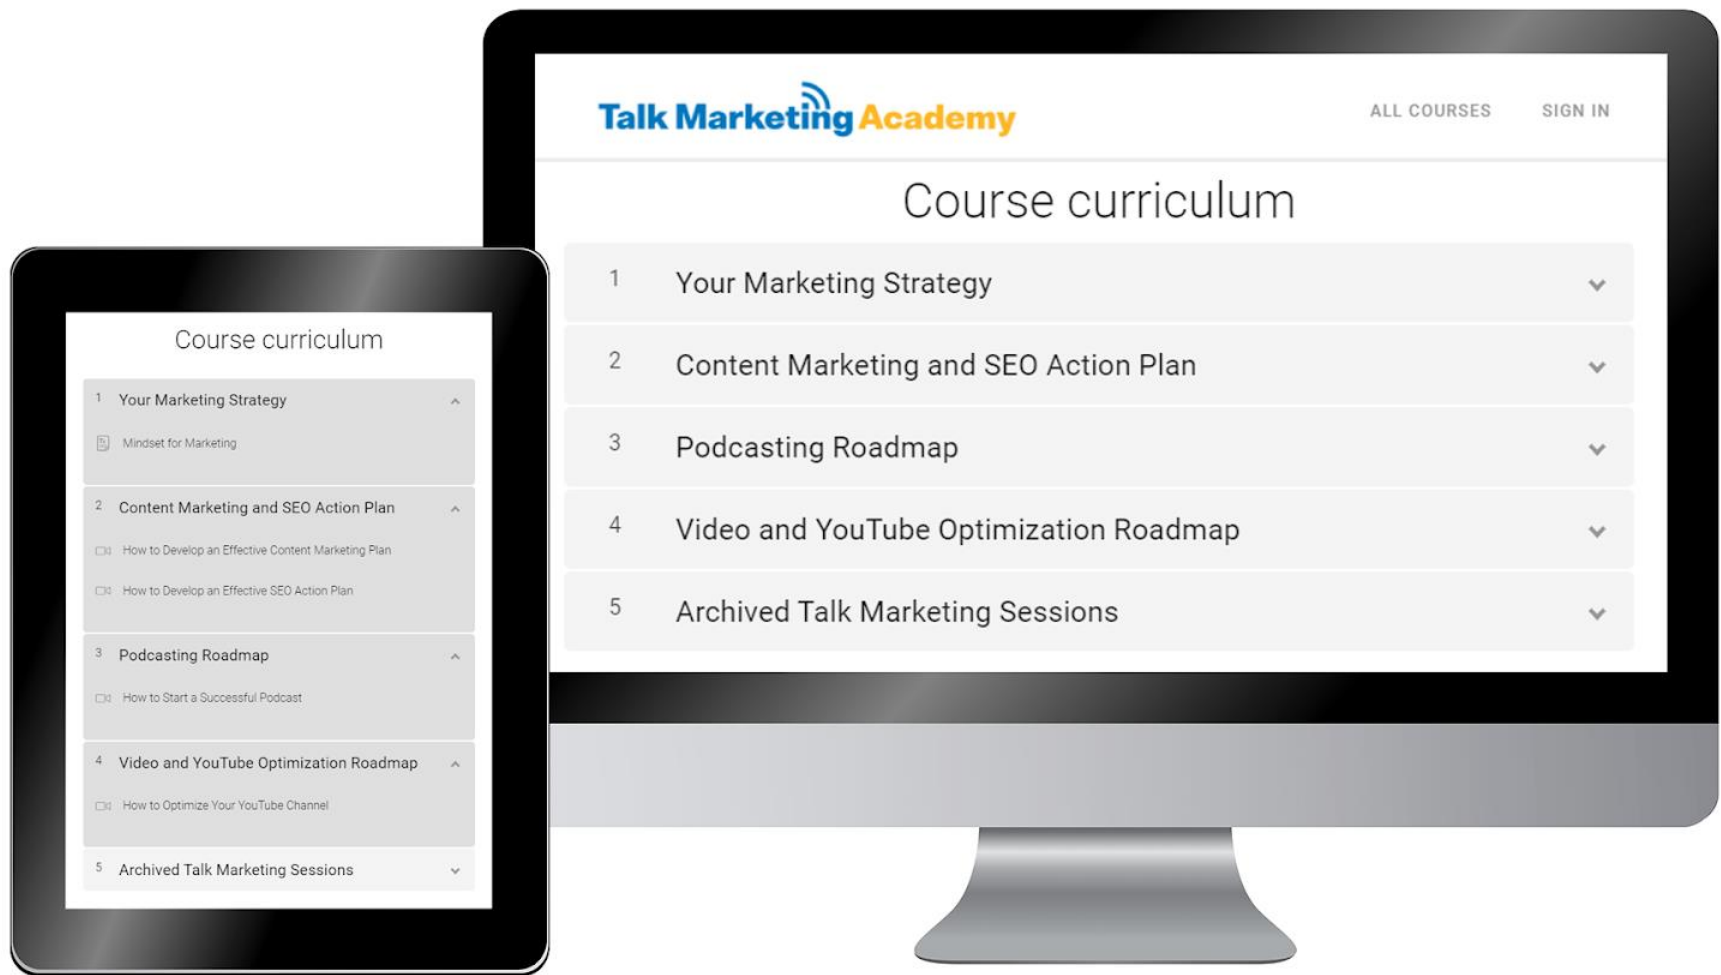 Talk Marketing Academy
ALL COURSES
SIGN IN
Course curriculum
1 Your Marketing Strategy
2 Content Marketing and SEO Action Plan
3 Podcasting Roadmap
4 Video and YouTube Optimization Roadmap
5 Archived Talk Marketing Sessions
Course curriculum
1 Your Marketing Strategy
Mindset for Marketing
2 Content Marketing and SEO Action Plan
How to Develop an Effective Content Marketing Plan
How to Develop an Effective SEO Action Plan
3 Podcasting Roadmap
How to Start a Successful Podcast
4 Video and YouTube Optimization Roadmap
How to Optimize Your YouTube Channel
5 Archived Talk Marketing Sessions